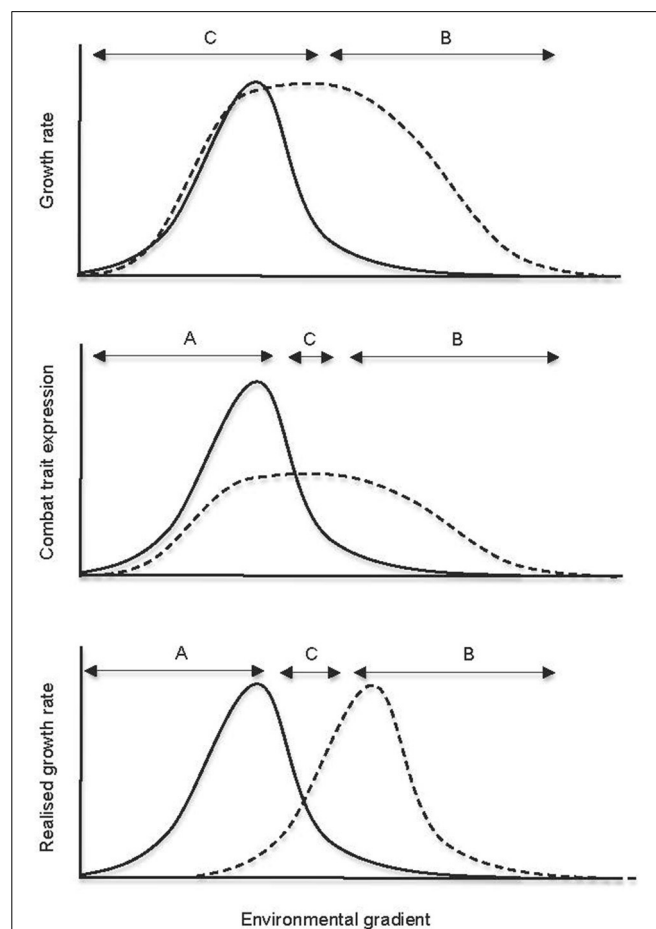 C B
Growth rate
A C B
Combat trait expression
A C B
Realised growth rate
Environmental gradient